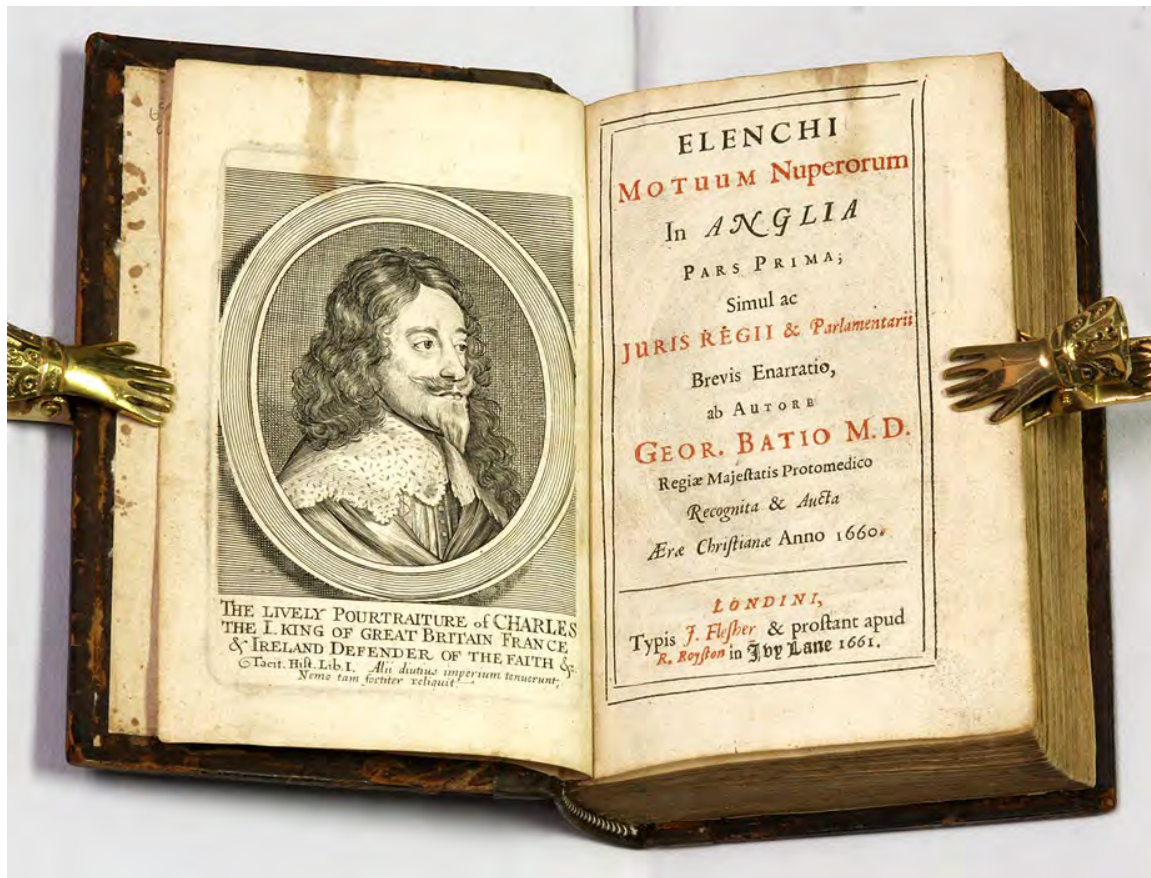 THE LIVELY POURTRAITURE of CHARLES
THE I. KING OF GREAT BRITAIN FRANCE
& IRELAND DEFENDER OF THE FAITH &c.
Tacit. Hist. Lib. I. Alii diutius imperium tenuerunt,
Nemo tam fortiter reliquit.
ELENCHI
MOTUUM Nuperorum
In ANGLIA
PARS PRIMA;
Simul ac
JURIS REGII & Parlamentarii
Brevis Enarratio,
ab AUTORE
GEOR. BATIO M.D.
Regiæ Majeſtatis Protomedico
Recognita & Aucta
Æræ Chriſtianæ Anno 1660.
LONDINI,
Typis J. Fleſher & proſtant apud
R. Royſton in Ivy Lane 1661.